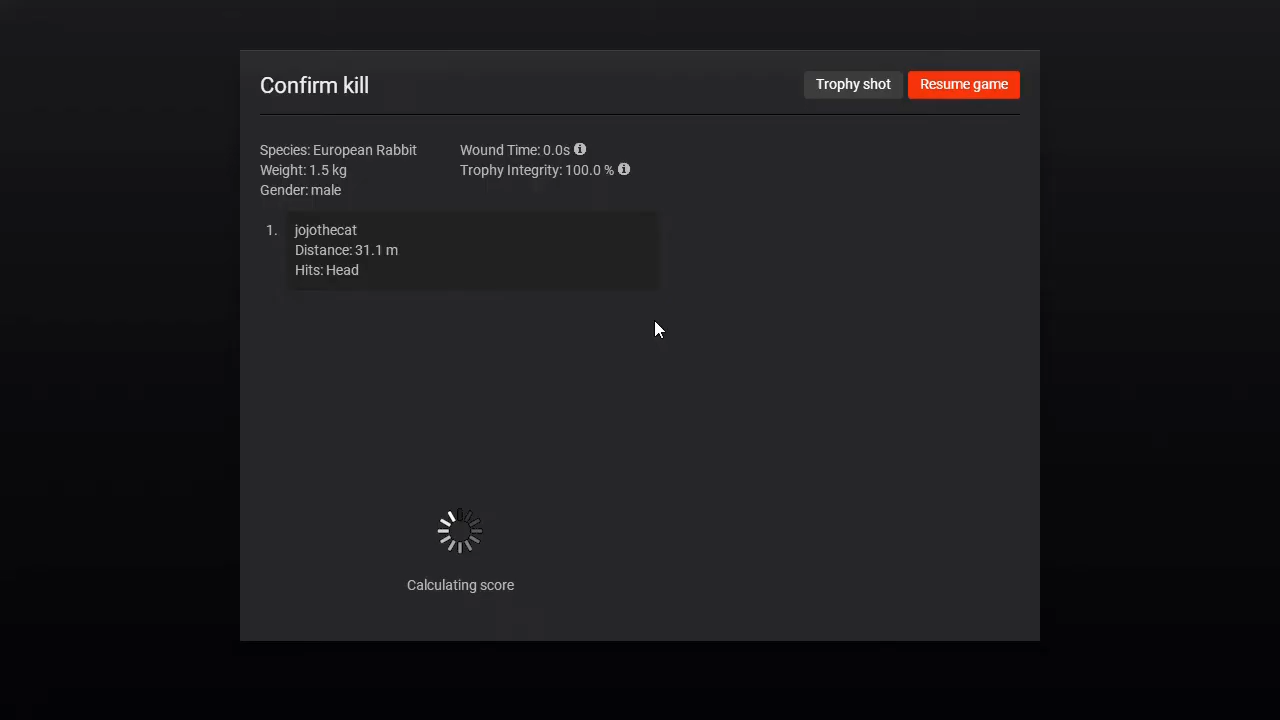 Confirm kill
Trophy shot
Resume game
Species: European Rabbit
Weight: 1.5 kg
Gender: male
Wound Time: 0.0s
Trophy Integrity: 100.0 %
1.
jojothecat
Distance: 31.1 m
Hits: Head
Calculating score